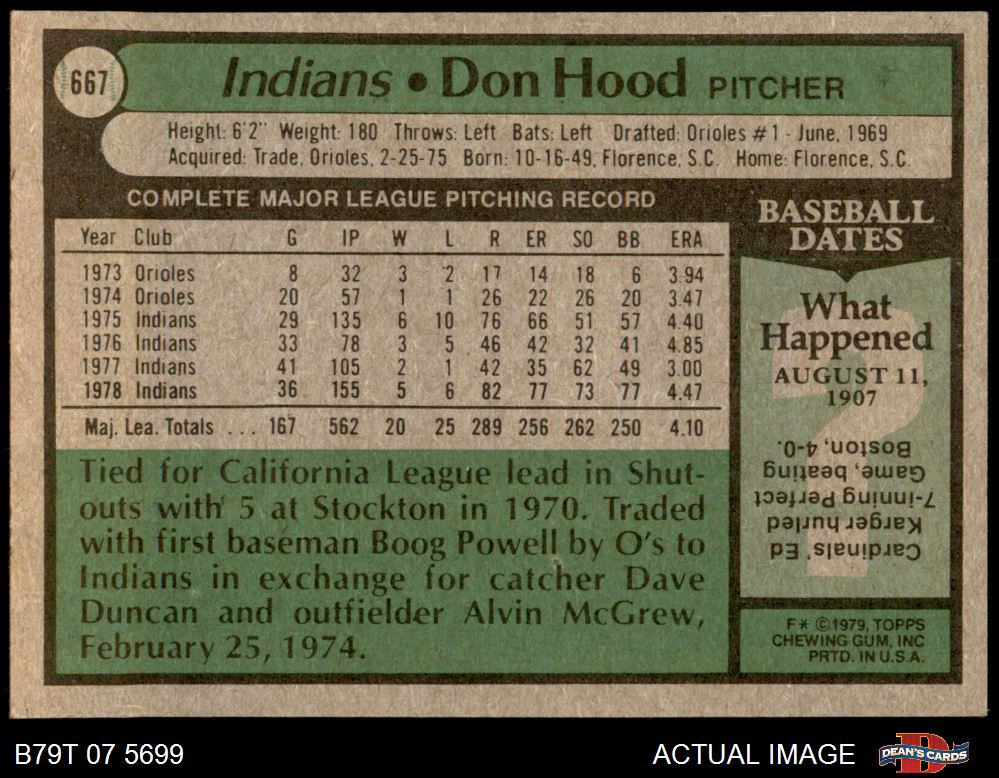 667
Indians • Don Hood PITCHER
Height: 6'2" Weight: 180 Throws: Left Bats: Left Drafted: Orioles #1 - June, 1969
Acquired: Trade, Orioles, 2-25-75 Born: 10-16-49, Florence, S.C. Home: Florence, S.C.
COMPLETE MAJOR LEAGUE PITCHING RECORD
Year Club G IP W L R ER SO BB ERA
1973 Orioles 8 32 3 2 17 14 18 6 3.94
1974 Orioles 20 57 1 1 26 22 26 20 3.47
1975 Indians 29 135 6 10 76 66 51 57 4.40
1976 Indians 33 78 3 5 46 42 32 41 4.85
1977 Indians 41 105 2 1 42 35 62 49 3.00
1978 Indians 36 155 5 6 82 77 73 77 4.47
Maj. Lea. Totals ... 167 562 20 25 289 256 262 250 4.10
Tied for California League lead in Shut-
outs with 5 at Stockton in 1970. Traded
with first baseman Boog Powell by O's to
Indians in exchange for catcher Dave
Duncan and outfielder Alvin McGrew,
February 25, 1974.
BASEBALL
DATES
What
Happened
AUGUST 11,
1907
Cardinals' Ed
Karger hurled
7-inning Perfect
Game, beating
Boston, 4-0.
F* ©1979, TOPPS
CHEWING GUM, INC
PRTD. IN U.S.A.
B79T 07 5699
ACTUAL IMAGE
DEAN'S CARDS